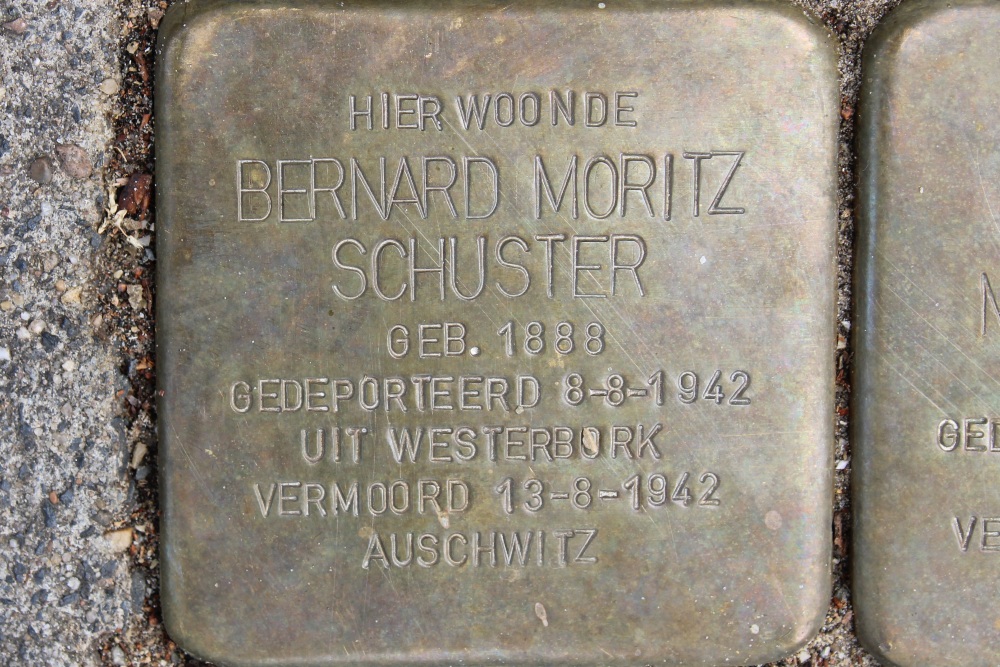 HIER WOONDE
BERNARD MORITZ
SCHUSTER
GEB. 1888
GEDEPORTEERD 8-8-1942
UIT WESTERBORK
VERMOORD 13-8-1942
AUSCHWITZ